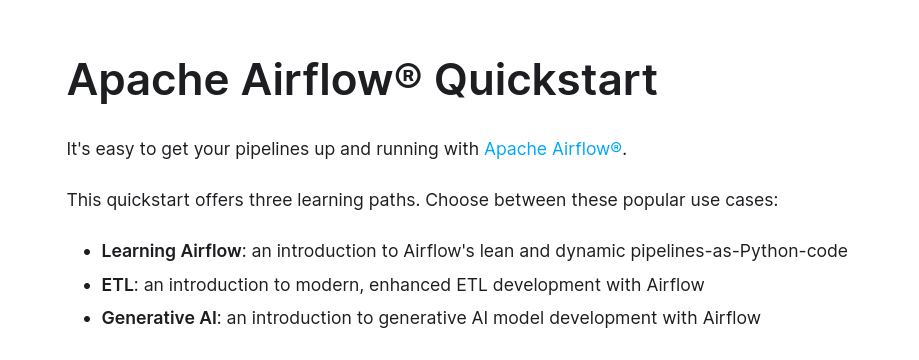 Apache Airflow® Quickstart
It's easy to get your pipelines up and running with Apache Airflow®.
This quickstart offers three learning paths. Choose between these popular use cases:
• Learning Airflow: an introduction to Airflow's lean and dynamic pipelines-as-Python-code
• ETL: an introduction to modern, enhanced ETL development with Airflow
• Generative AI: an introduction to generative AI model development with Airflow